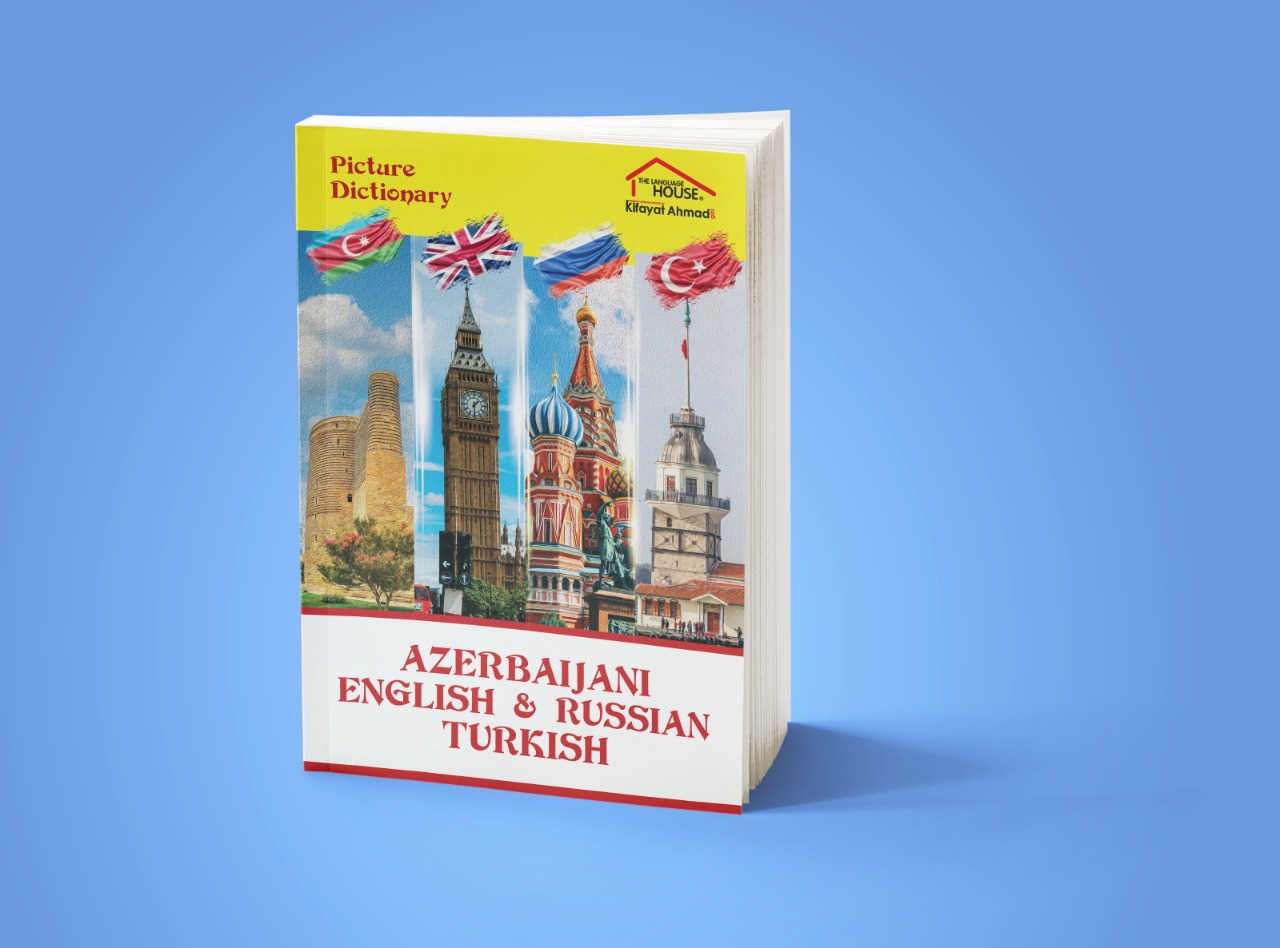 Picture
Dictionary
THE LANGUAGE
HOUSE®
Kifayat Ahmad
AZERBAIJANI
ENGLISH & RUSSIAN
TURKISH